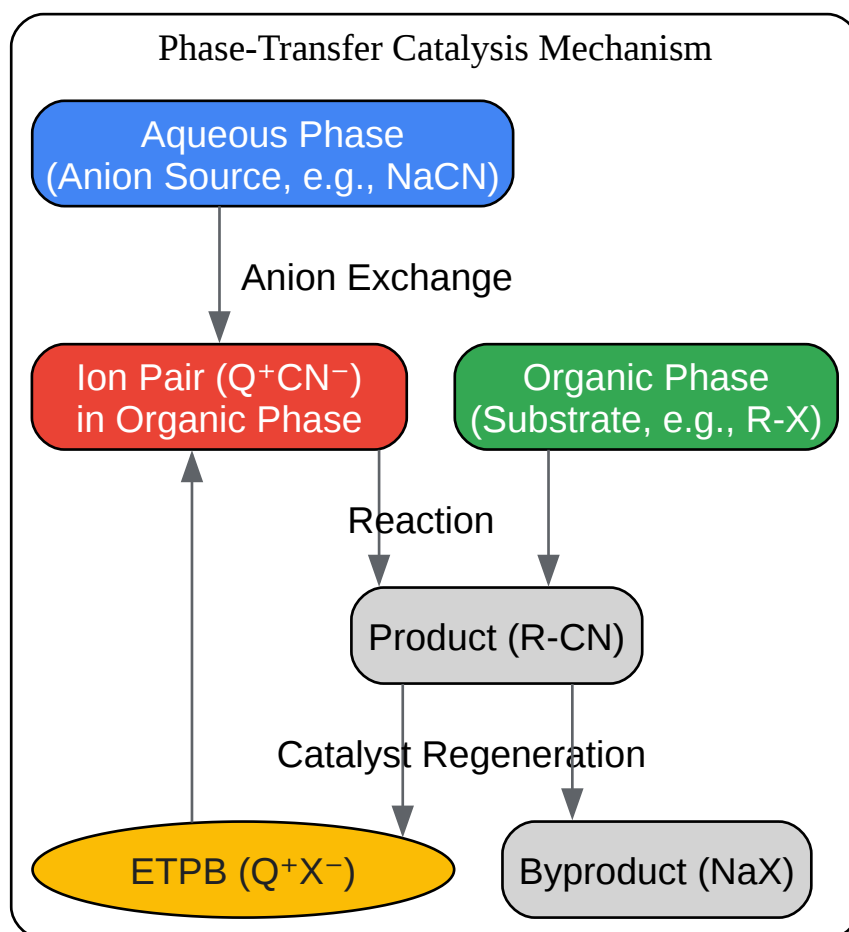 Phase-Transfer Catalysis Mechanism
Aqueous Phase
(Anion Source, e.g., NaCN)
Anion Exchange
Ion Pair (Q⁺CN⁻)
in Organic Phase
Organic Phase
(Substrate, e.g., R-X)
Reaction
Product (R-CN)
Catalyst Regeneration
ETPB (Q⁺X⁻)
Byproduct (NaX)